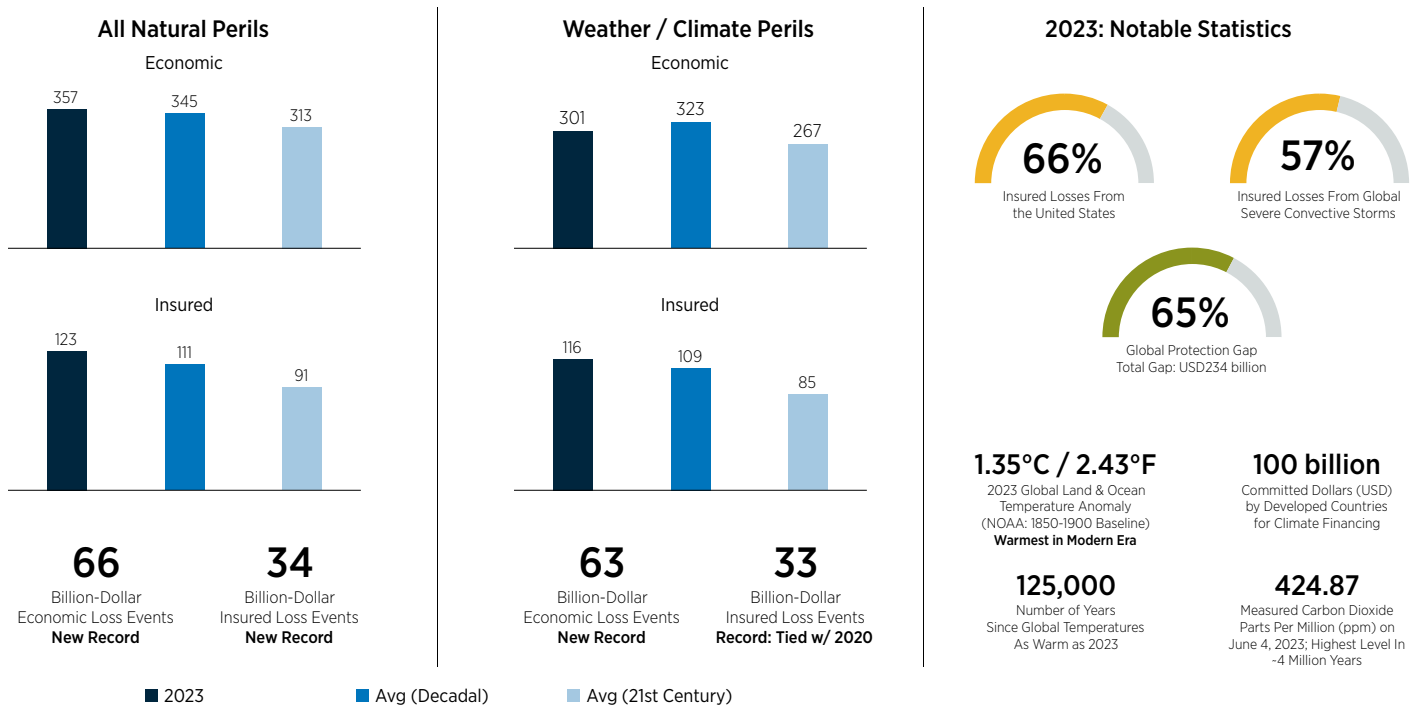 All Natural Perils
Economic
357
345
313
Insured
123
111
91
66
Billion-Dollar
Economic Loss Events
New Record
34
Billion-Dollar
Insured Loss Events
New Record
Weather / Climate Perils
Economic
301
323
267
Insured
116
109
85
63
Billion-Dollar
Economic Loss Events
New Record
33
Billion-Dollar
Insured Loss Events
Record: Tied w/ 2020
2023: Notable Statistics
66%
Insured Losses From
the United States
57%
Insured Losses From Global
Severe Convective Storms
65%
Global Protection Gap
Total Gap: USD234 billion
1.35°C / 2.43°F
2023 Global Land & Ocean
Temperature Anomaly
(NOAA: 1850-1900 Baseline)
Warmest in Modern Era
100 billion
Committed Dollars (USD)
by Developed Countries
for Climate Financing
125,000
Number of Years
Since Global Temperatures
As Warm as 2023
424.87
Measured Carbon Dioxide
Parts Per Million (ppm) on
June 4, 2023; Highest Level In
~4 Million Years
2023
Avg (Decadal)
Avg (21st Century)